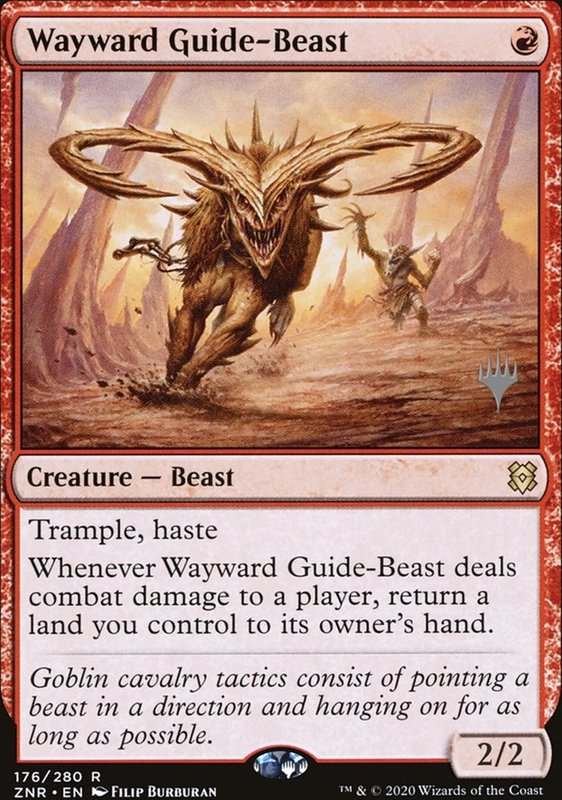 Wayward Guide-Beast
Creature — Beast
Trample, haste
Whenever Wayward Guide-Beast deals
combat damage to a player, return a
land you control to its owner's hand.
Goblin cavalry tactics consist of pointing a
beast in a direction and hanging on for as
long as possible.
2/2
176/280 R
ZNR • EN Filip Burburan
™ & © 2020 Wizards of the Coast